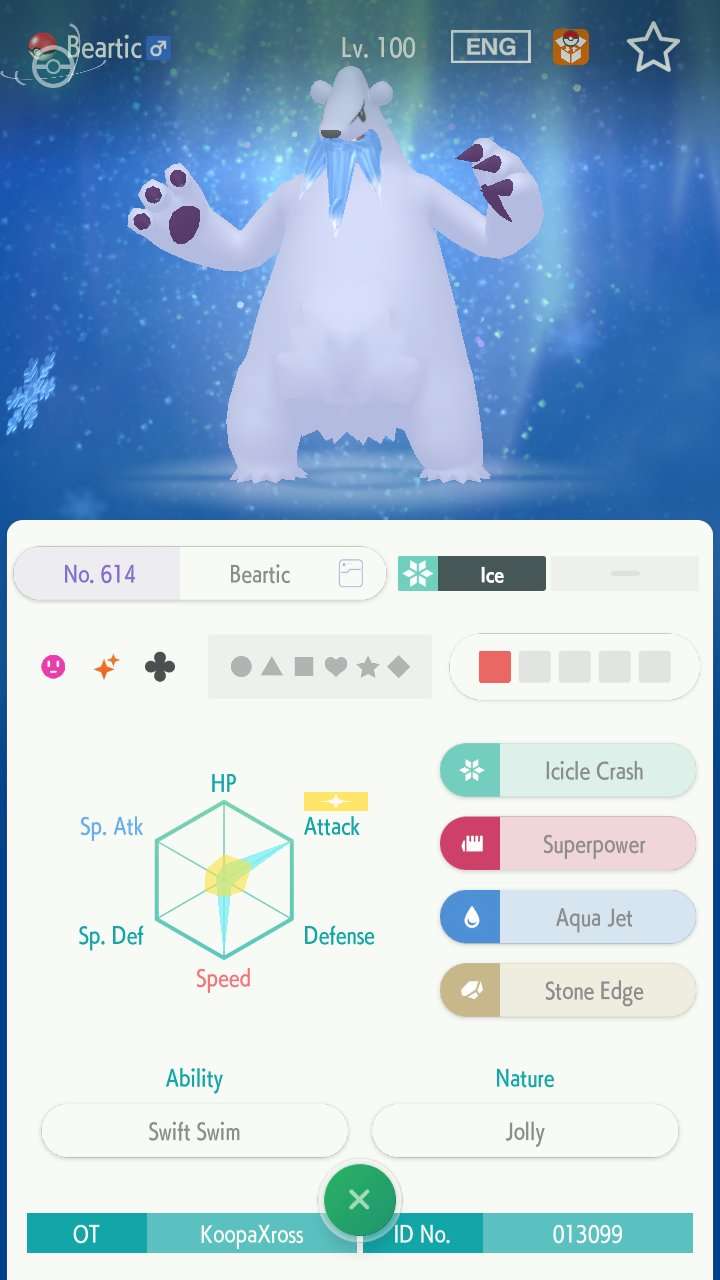 Beartic ♂ Lv. 100 ENG
No. 614 Beartic Ice
HP
Sp. Atk Attack
Sp. Def Defense
Speed
Icicle Crash
Superpower
Aqua Jet
Stone Edge
Ability Nature
Swift Swim Jolly
OT KoopaXross ID No. 013099